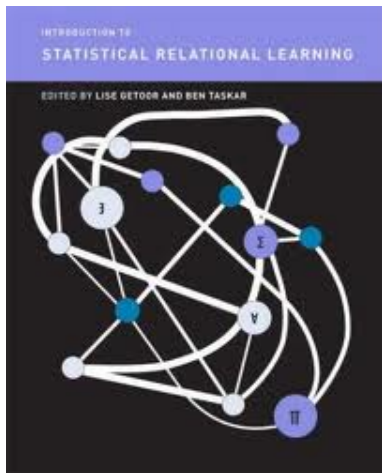 INTRODUCTION TO
STATISTICAL RELATIONAL LEARNING
EDITED BY LISE GETOOR AND BEN TASKAR
∃
Σ
∀
∏